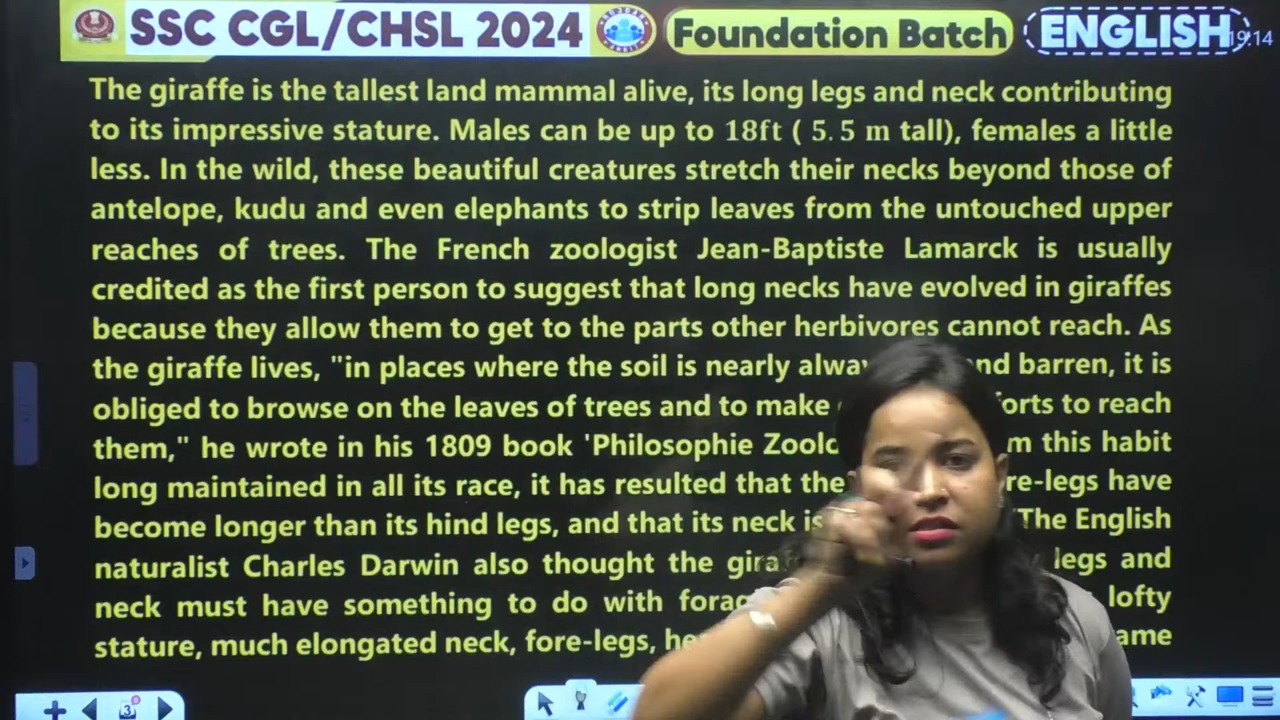 SSC CGL/CHSL 2024 Foundation Batch ENGLISH 19:14
The giraffe is the tallest land mammal alive, its long legs and neck contributing
to its impressive stature. Males can be up to 18ft ( 5.5 m tall), females a little
less. In the wild, these beautiful creatures stretch their necks beyond those of
antelope, kudu and even elephants to strip leaves from the untouched upper
reaches of trees. The French zoologist Jean-Baptiste Lamarck is usually
credited as the first person to suggest that long necks have evolved in giraffes
because they allow them to get to the parts other herbivores cannot reach. As
the giraffe lives, "in places where the soil is nearly and barren, it is
obliged to browse on the leaves of trees and to make to reach
them," he wrote in his 1809 book 'Philosophie this habit
long maintained in all its race, it has resulted that the have
become longer than its hind legs, and that its neck is The English
naturalist Charles Darwin also thought the legs and
neck must have something to do with lofty
stature, much elongated neck, fore-legs,